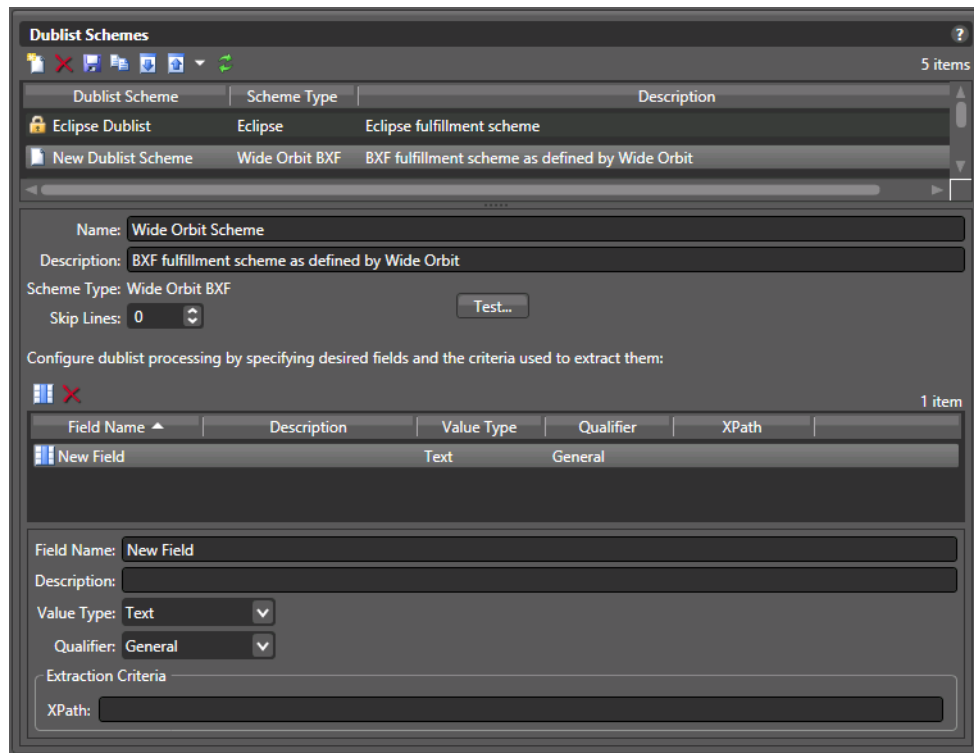 Dublist Schemes ?
5 items
Dublist Scheme Scheme Type Description
Eclipse Dublist Eclipse Eclipse fulfillment scheme
New Dublist Scheme Wide Orbit BXF BXF fulfillment scheme as defined by Wide Orbit
Name: Wide Orbit Scheme
Description: BXF fulfillment scheme as defined by Wide Orbit
Scheme Type: Wide Orbit BXF
Skip Lines: 0 Test...
Configure dublist processing by specifying desired fields and the criteria used to extract them:
1 item
Field Name Description Value Type Qualifier XPath
New Field Text General
Field Name: New Field
Description:
Value Type: Text
Qualifier: General
Extraction Criteria
XPath: